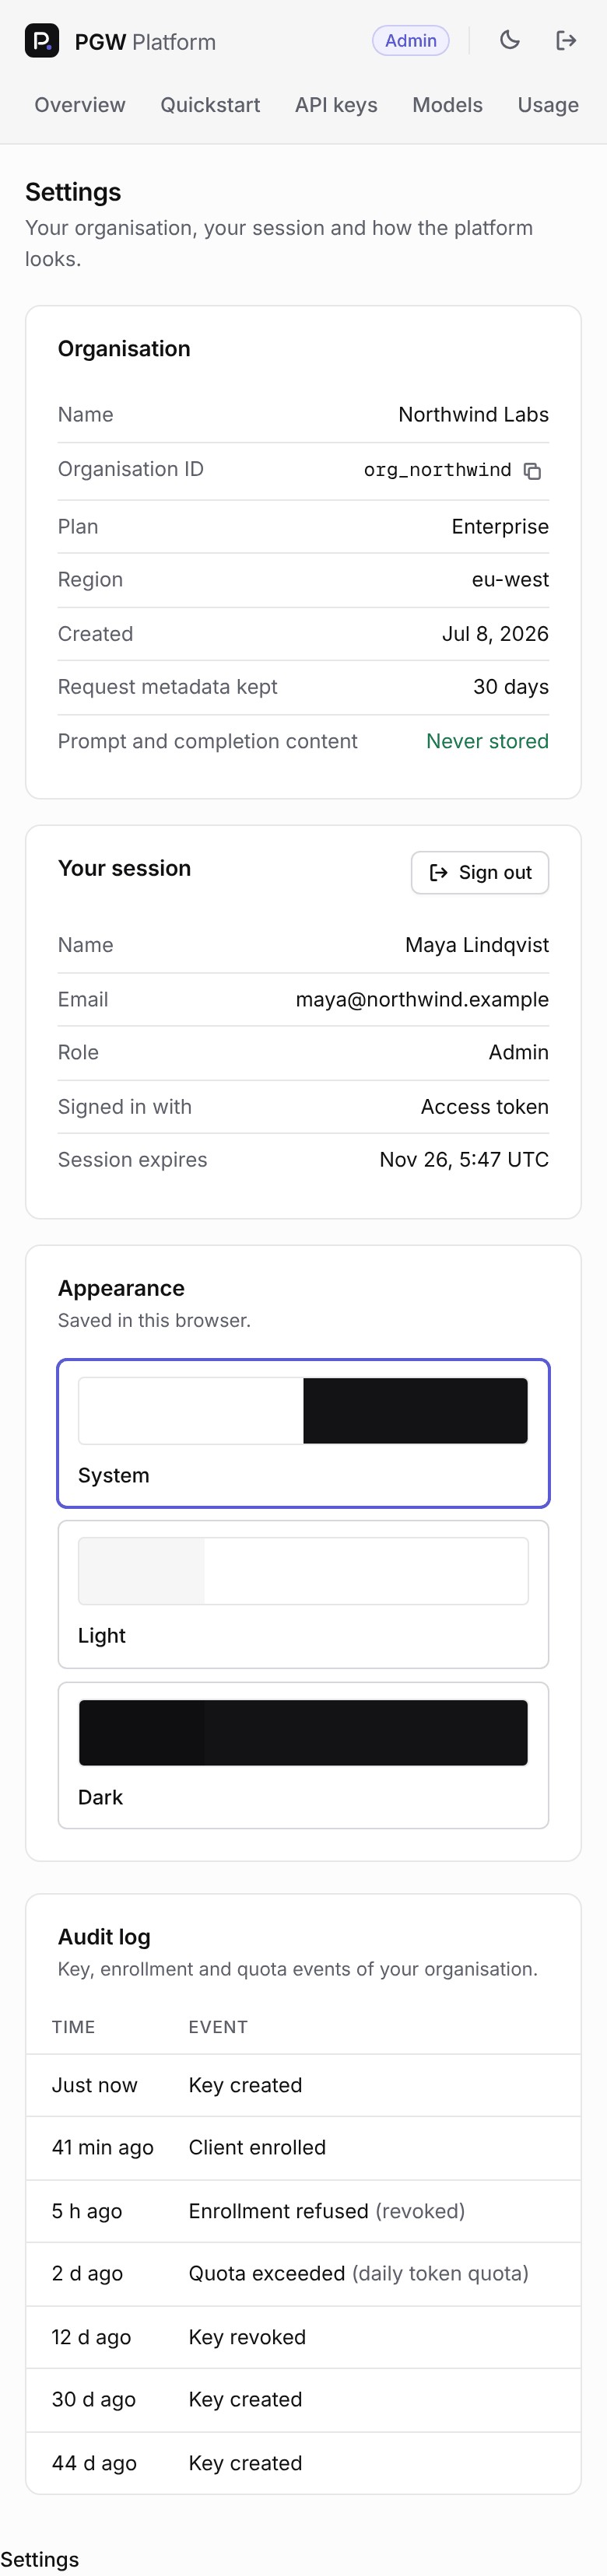 PGW Platform
Admin
Overview Quickstart API keys Models Usage
Settings
Your organisation, your session and how the platform
looks.
Organisation
Name Northwind Labs
Organisation ID org_northwind
Plan Enterprise
Region eu-west
Created Jul 8, 2026
Request metadata kept 30 days
Prompt and completion content Never stored
Your session
Sign out
Name Maya Lindqvist
Email maya@northwind.example
Role Admin
Signed in with Access token
Session expires Nov 26, 5:47 UTC
Appearance
Saved in this browser.
System
Light
Dark
Audit log
Key, enrollment and quota events of your organisation.
TIME EVENT
Just now Key created
41 min ago Client enrolled
5 h ago Enrollment refused (revoked)
2 d ago Quota exceeded (daily token quota)
12 d ago Key revoked
30 d ago Key created
44 d ago Key created
Settings